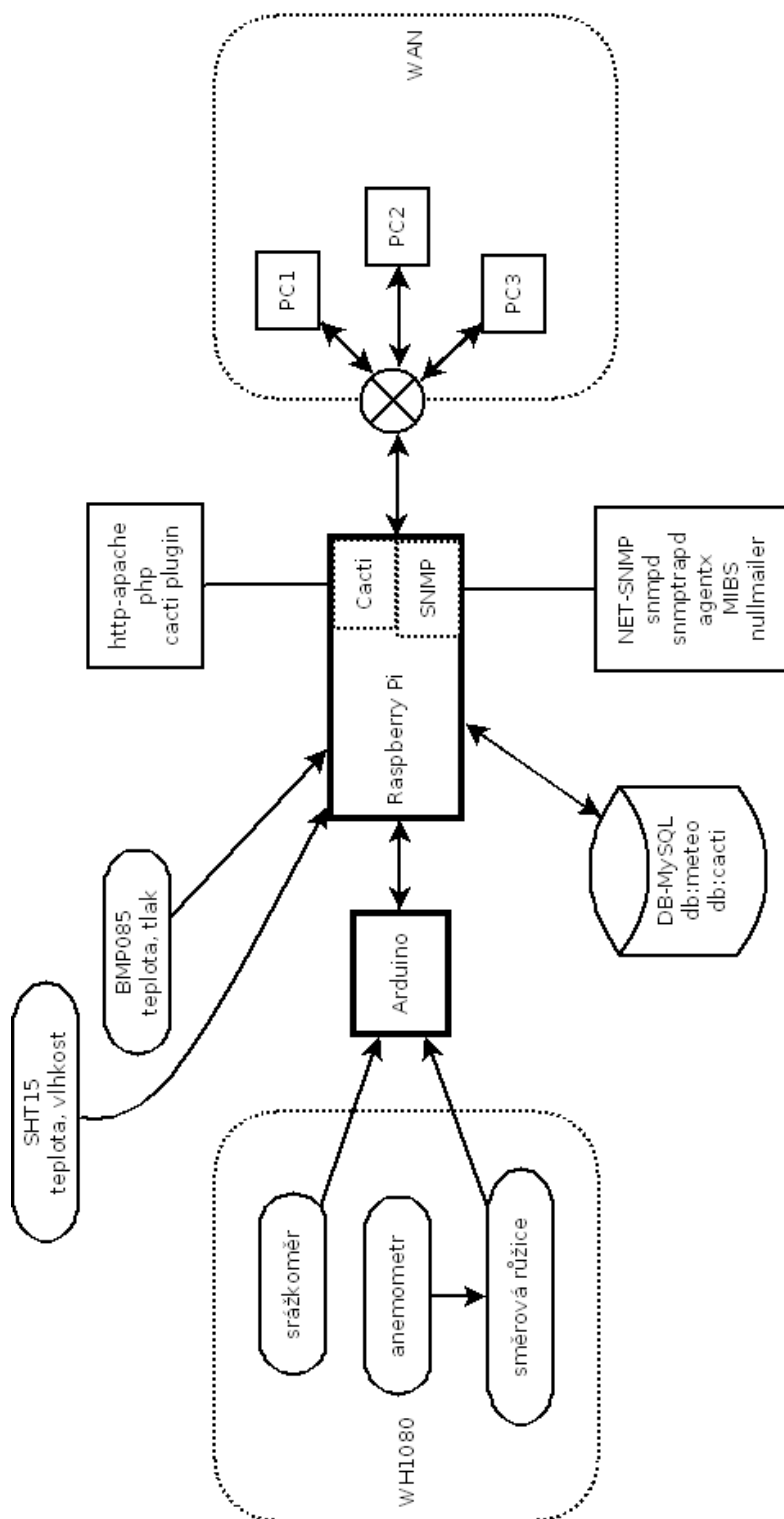 SHT15
teplota, vlhkost
BMP085
teplota, tlak
http-apache
php
cacti plugin
WH1080
srážkoměr
anemometr
směrová růžice
Arduino
Raspberry Pi
Cacti
SNMP
PC1
PC2
PC3
WAN
DB-MySQL
db:meteo
db:cacti
NET-SNMP
snmpd
snmptrapd
agentx
MIBS
nullmailer